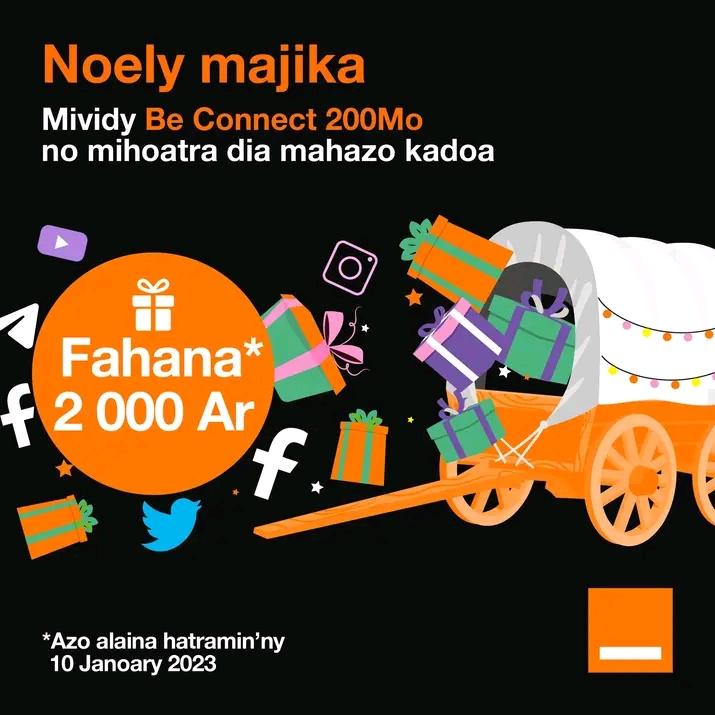 Noely majika
Mividy Be Connect 200Mo
no mihoatra dia mahazo kadoa
Fahana*
2 000 Ar
*Azo alaina hatramin’ny
10 Janoary 2023